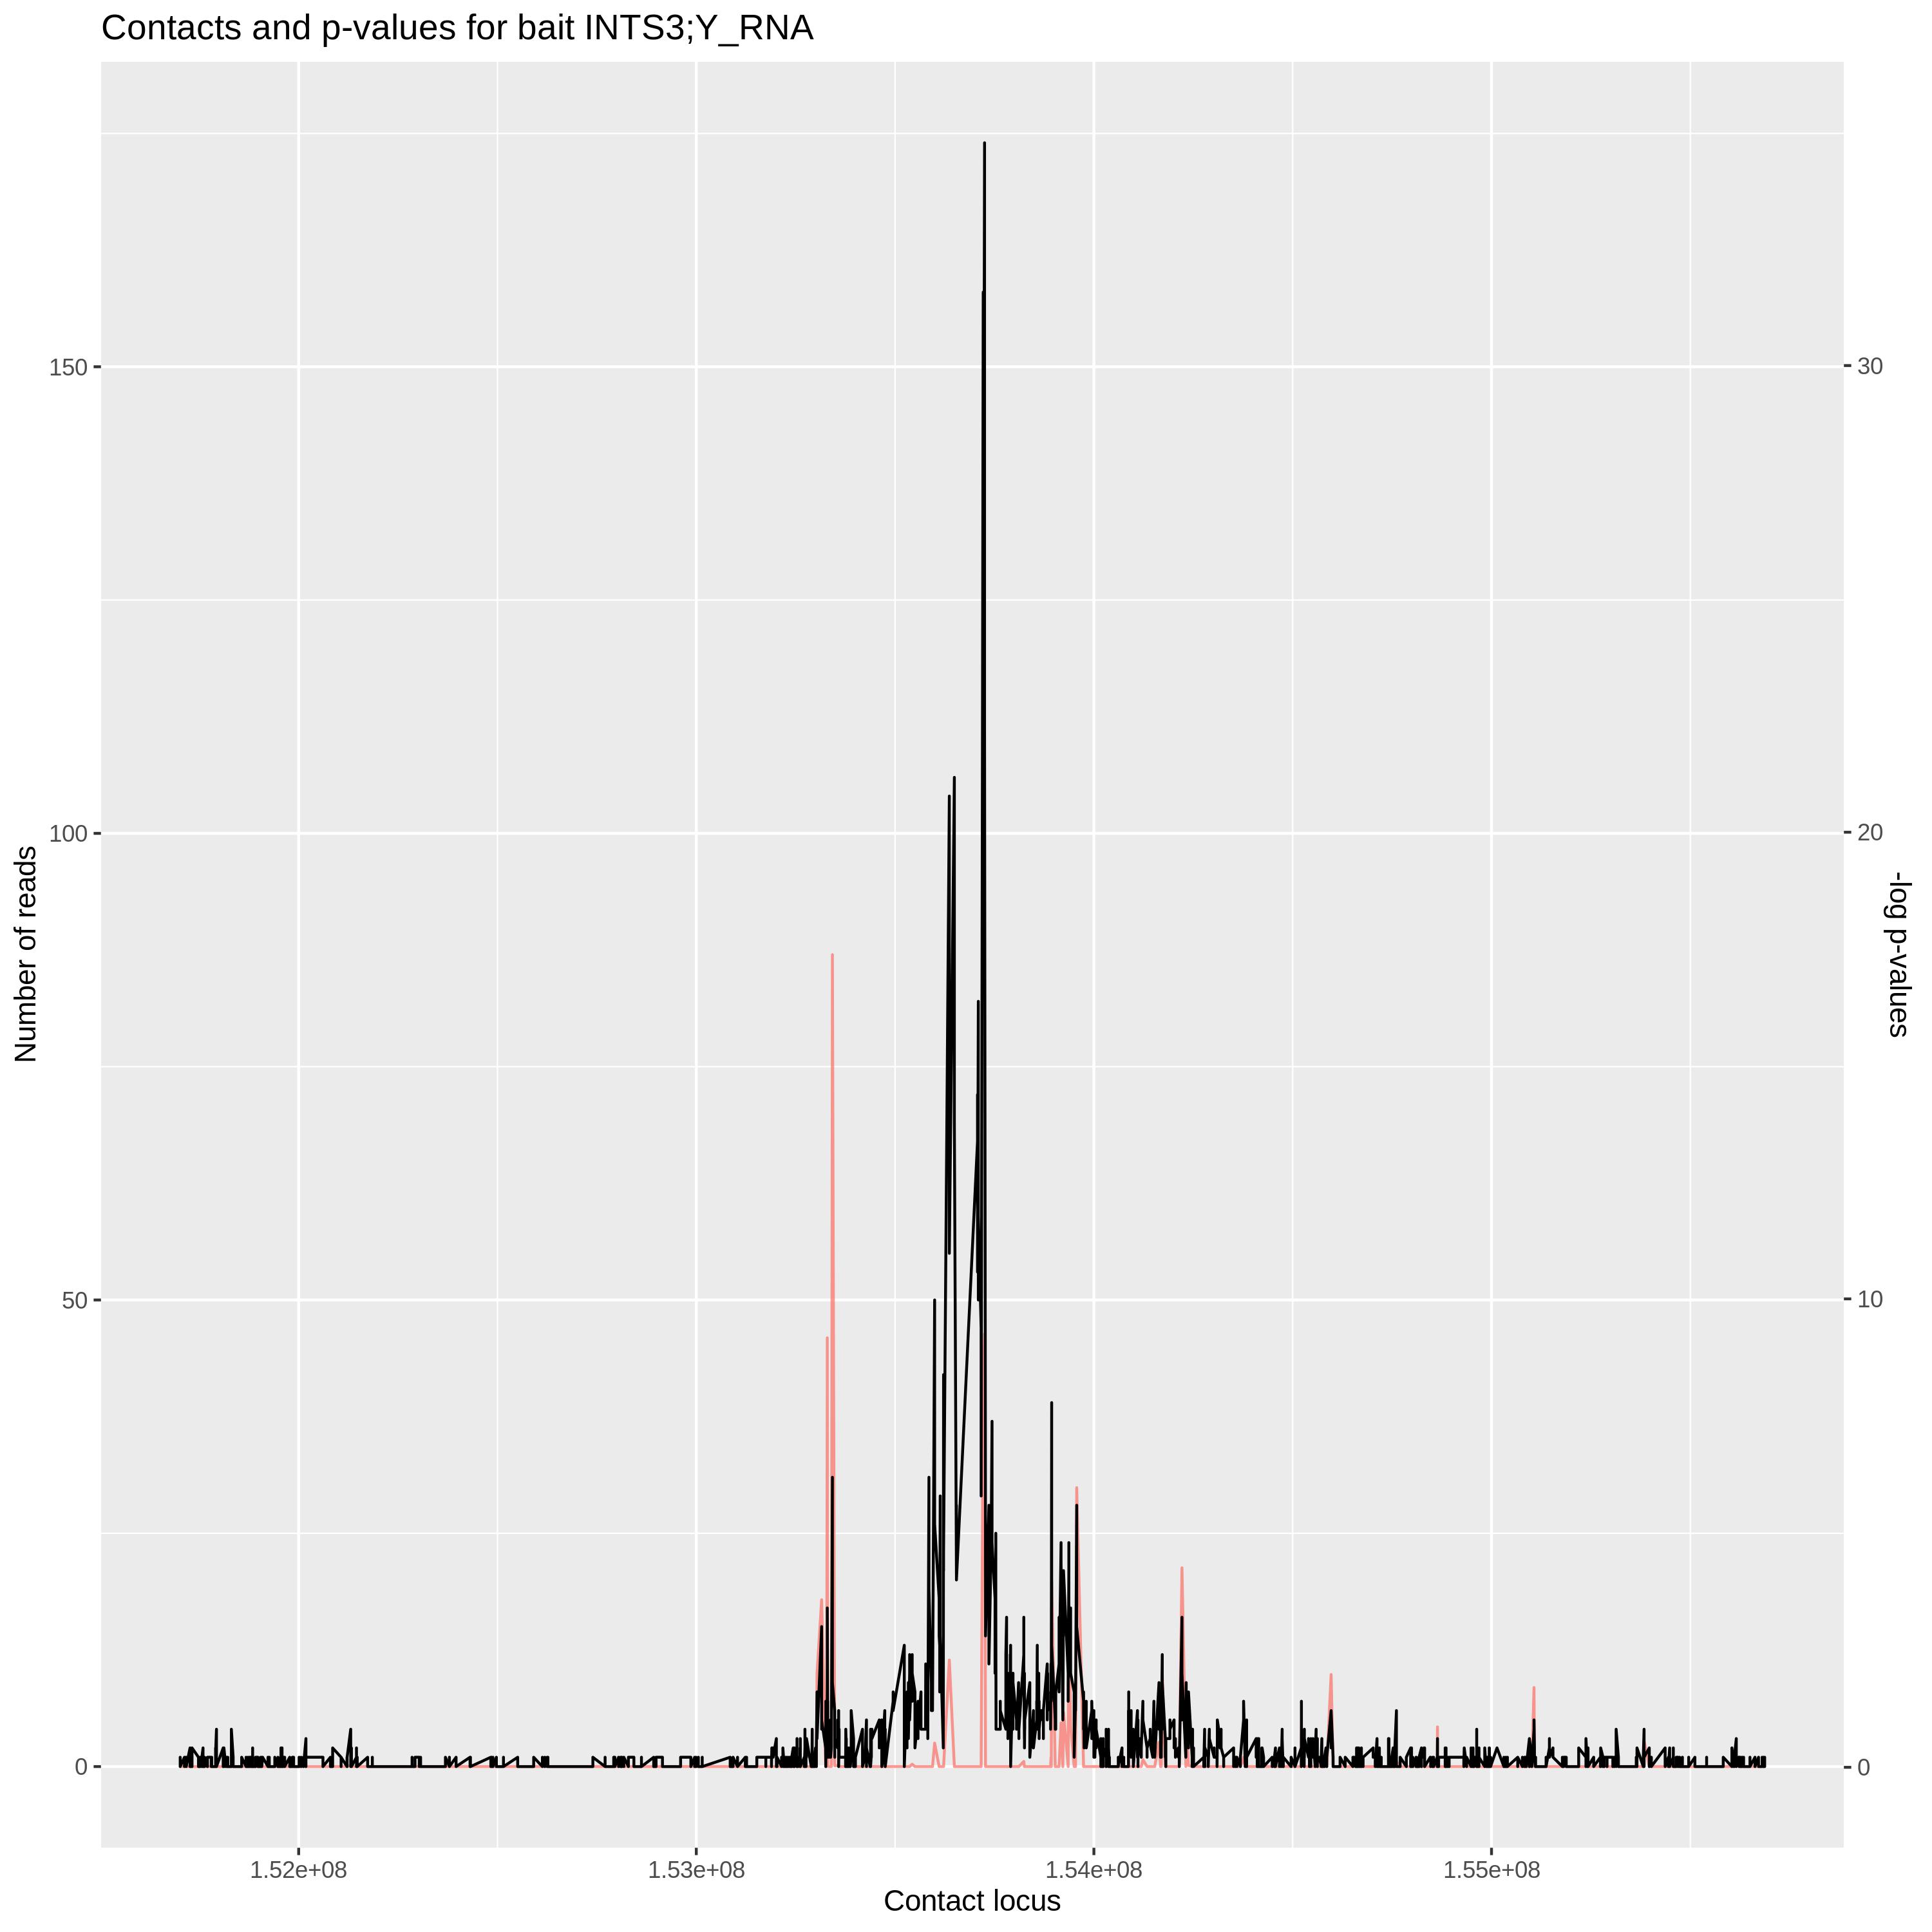 Contacts and p-values for bait INTS3;Y_RNA
150
100
50
0
30
20
10
0
Number of reads
-log p-values
1.52e+08
1.53e+08
1.54e+08
1.55e+08
Contact locus